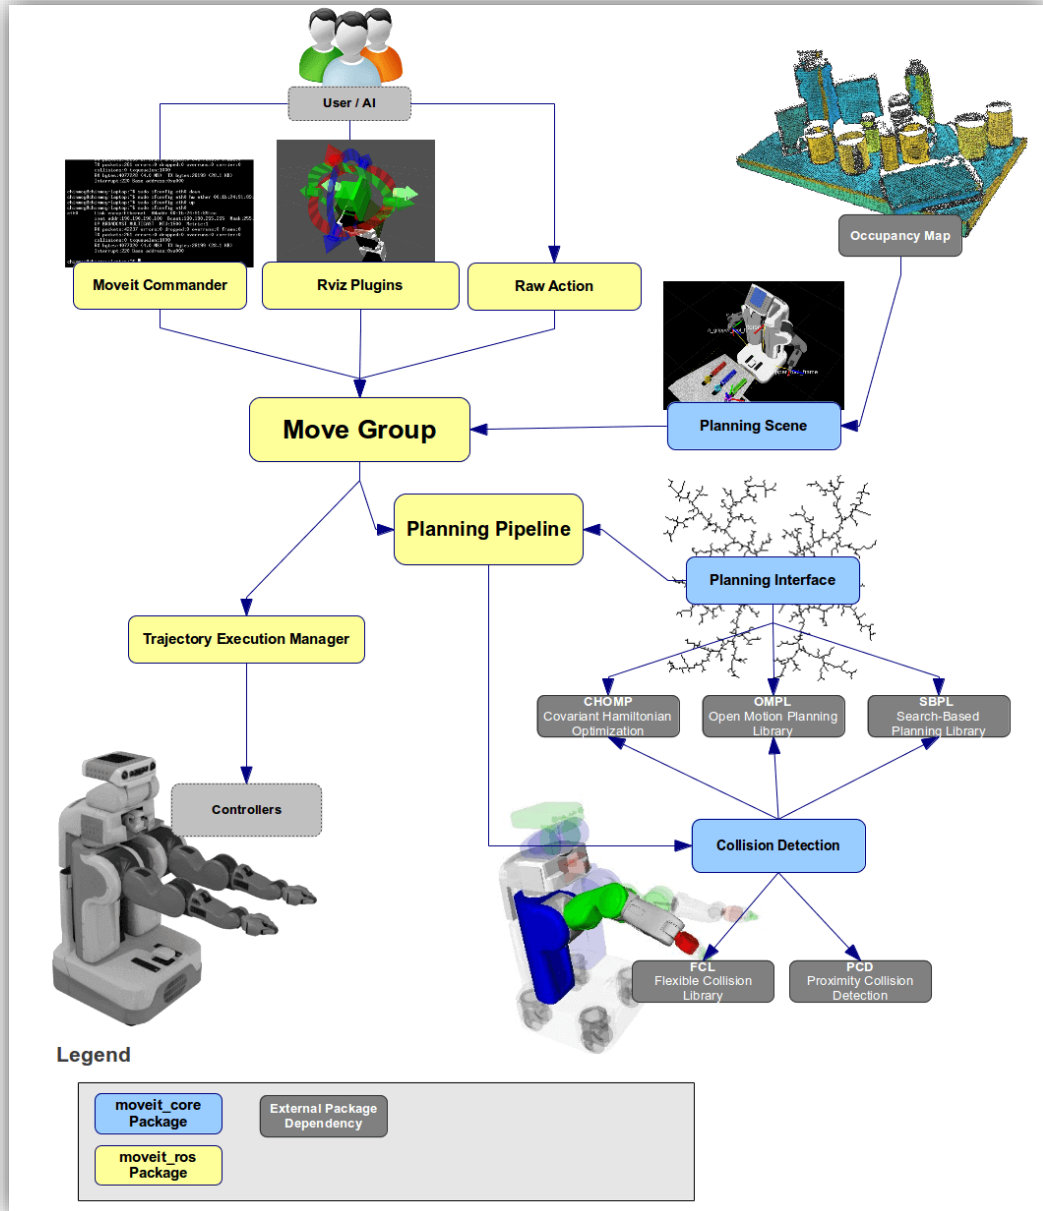 User / AI
Moveit Commander
Rviz Plugins
Raw Action
Occupancy Map
Move Group
Planning Scene
Planning Pipeline
Planning Interface
Trajectory Execution Manager
CHOMP
Covariant Hamiltonian
Optimization
OMPL
Open Motion Planning
Library
SBPL
Search-Based
Planning Library
Controllers
Collision Detection
FCL
Flexible Collision
Library
PCD
Proximity Collision
Detection
Legend
moveit_core
Package
External Package
Dependency
moveit_ros
Package